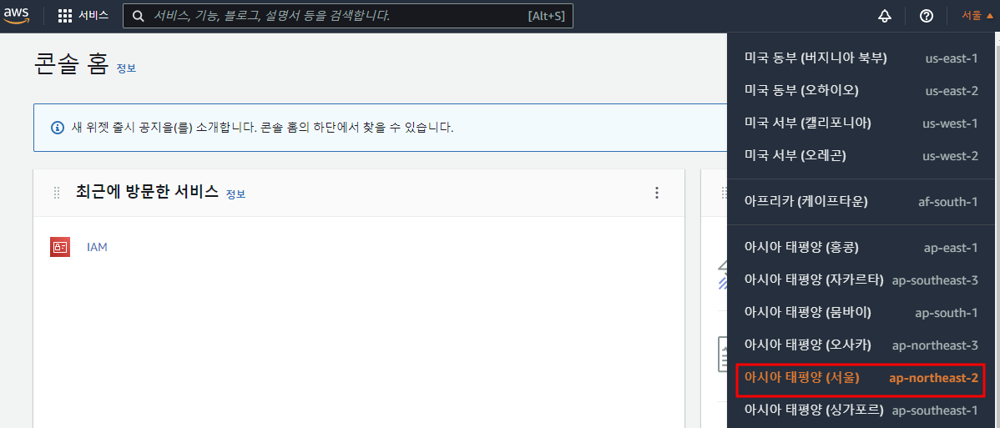 aws
서비스
서비스, 기능, 블로그, 설명서 등을 검색합니다.
[Alt+S]
서울
콘솔 홈 정보
새 위젯 출시 공지을(를) 소개합니다. 콘솔 홈의 하단에서 찾을 수 있습니다.
최근에 방문한 서비스 정보
IAM
미국 동부 (버지니아 북부) us-east-1
미국 동부 (오하이오) us-east-2
미국 서부 (캘리포니아) us-west-1
미국 서부 (오레곤) us-west-2
아프리카 (케이프타운) af-south-1
아시아 태평양 (홍콩) ap-east-1
아시아 태평양 (자카르타) ap-southeast-3
아시아 태평양 (뭄바이) ap-south-1
아시아 태평양 (오사카) ap-northeast-3
아시아 태평양 (서울) ap-northeast-2
아시아 태평양 (싱가포르) ap-southeast-1